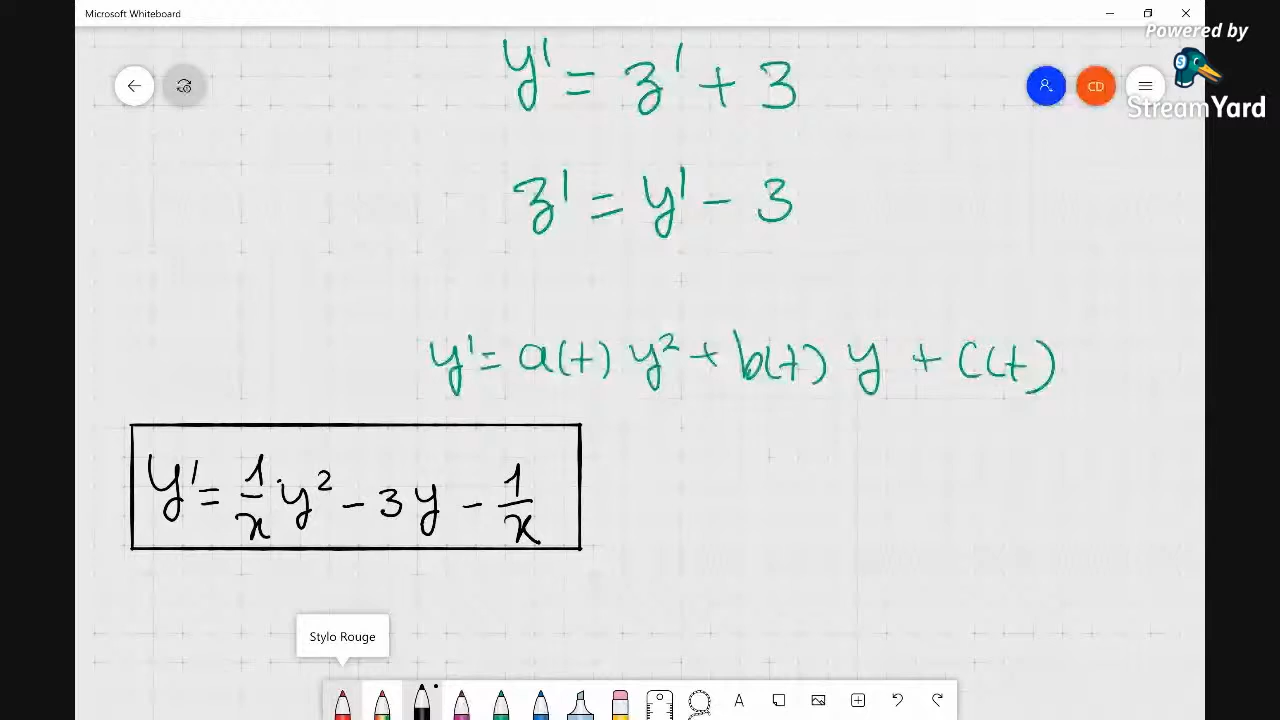 Microsoft Whiteboard
Powered by
StreamYard
CD
y' = z' + 3
z' = y' - 3
y' = a(t) y² + b(t) y + c(t)
y' = 1/x y² - 3y - 1/x
Stylo Rouge
A